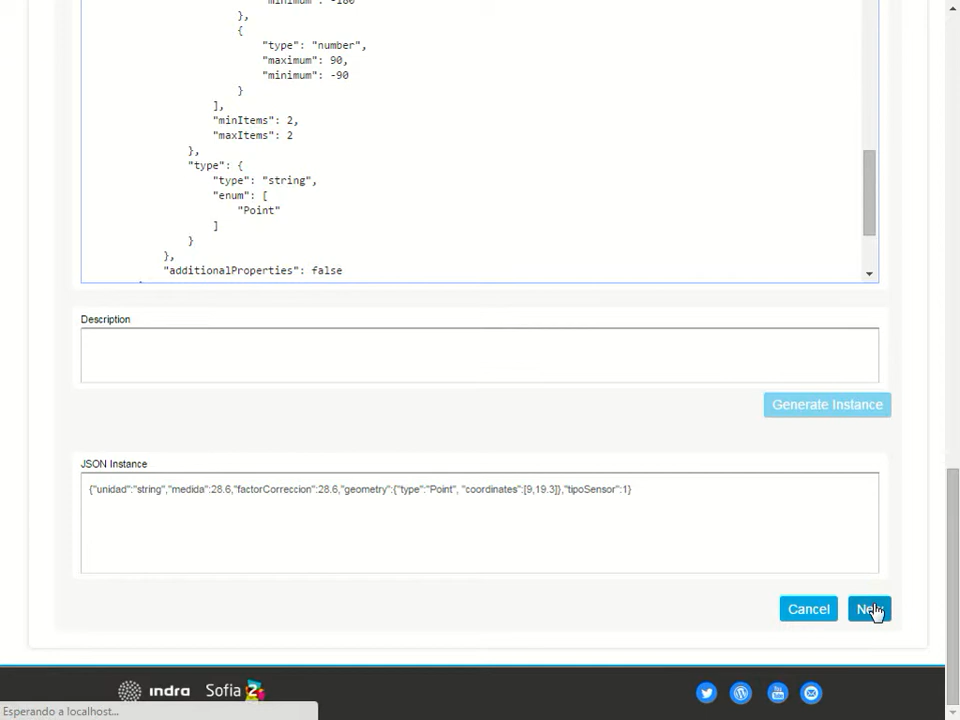 "minimum": -180
},
{
"type": "number",
"maximum": 90,
"minimum": -90
}
],
"minItems": 2,
"maxItems": 2
},
"type": {
"type": "string",
"enum": [
"Point"
]
}
},
"additionalProperties": false
Description
Generate Instance
JSON Instance
{"unidad":"string","medida":28.6,"factorCorreccion":28.6,"geometry":{"type":"Point", "coordinates":[9,19.3]},"tipoSensor":1}
Cancel
indra Sofia 2
Esperando a localhost...